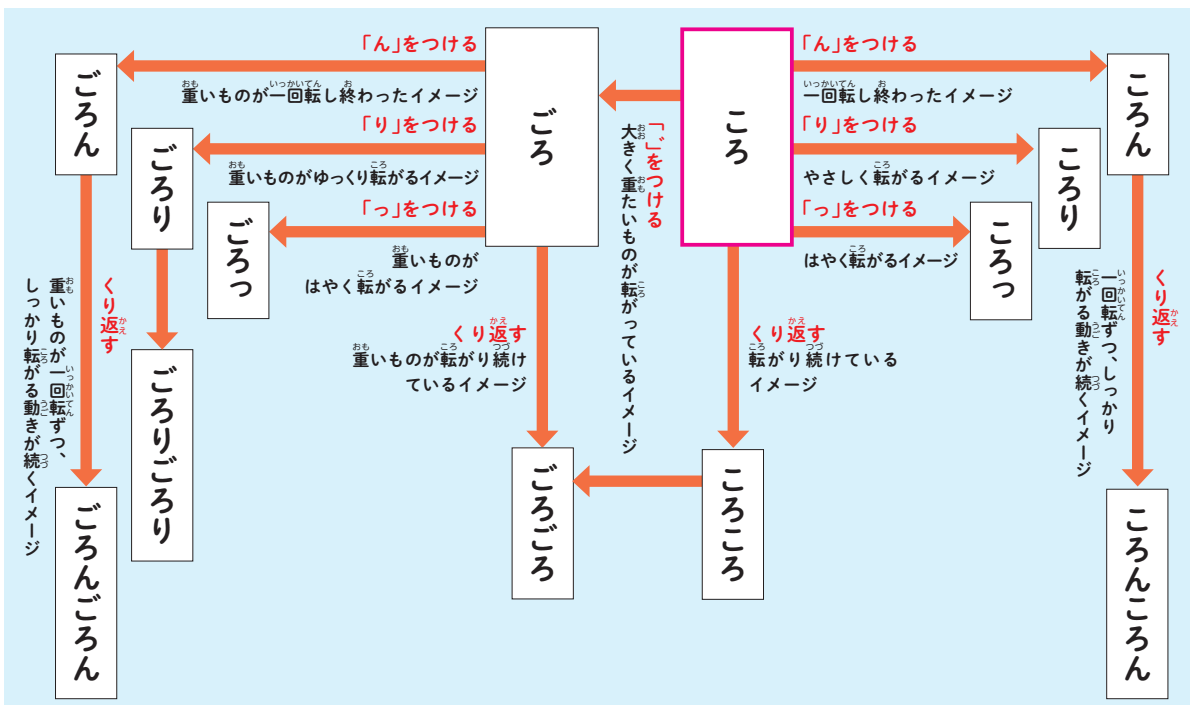 ころ
「ん」をつける
一回転し終わったイメージ
ころん
くり返す
一回転ずつ、しっかり
転がる動きが続くイメージ
ころんころん
「り」をつける
やさしく転がるイメージ
ころり
「っ」をつける
はやく転がるイメージ
ころっ
くり返す
転がり続けている
イメージ
ころころ
「゛」をつける
大きく重たいものが転がっているイメージ
ごろ
「ん」をつける
重いものが一回転し終わったイメージ
ごろん
くり返す
重いものが一回転ずつ、
しっかり転がる動きが続くイメージ
ごろんごろん
「り」をつける
重いものがゆっくり転がるイメージ
ごろり
ごろりごろり
「っ」をつける
重いものが
はやく転がるイメージ
ごろっ
くり返す
重いものが転がり続け
ているイメージ
ごろごろ